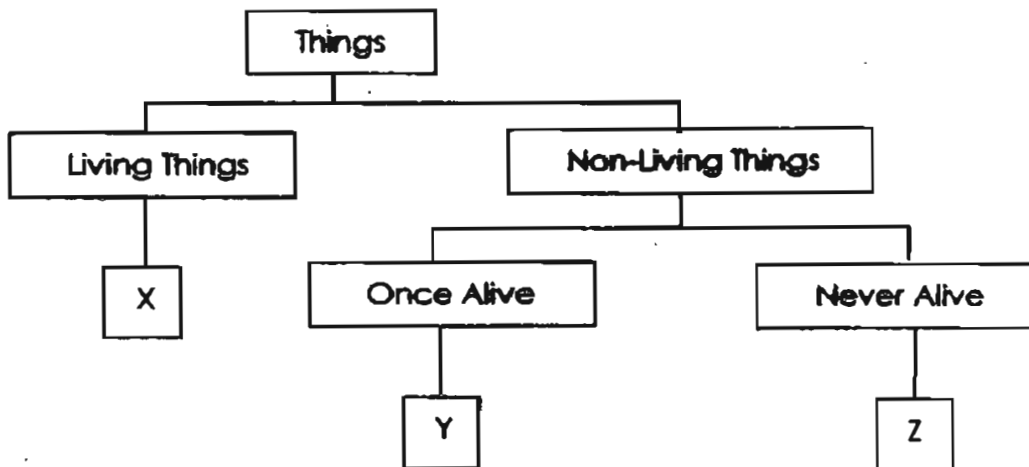 Things
Living Things
Non-Living Things
X
Once Alive
Never Alive
Y
Z